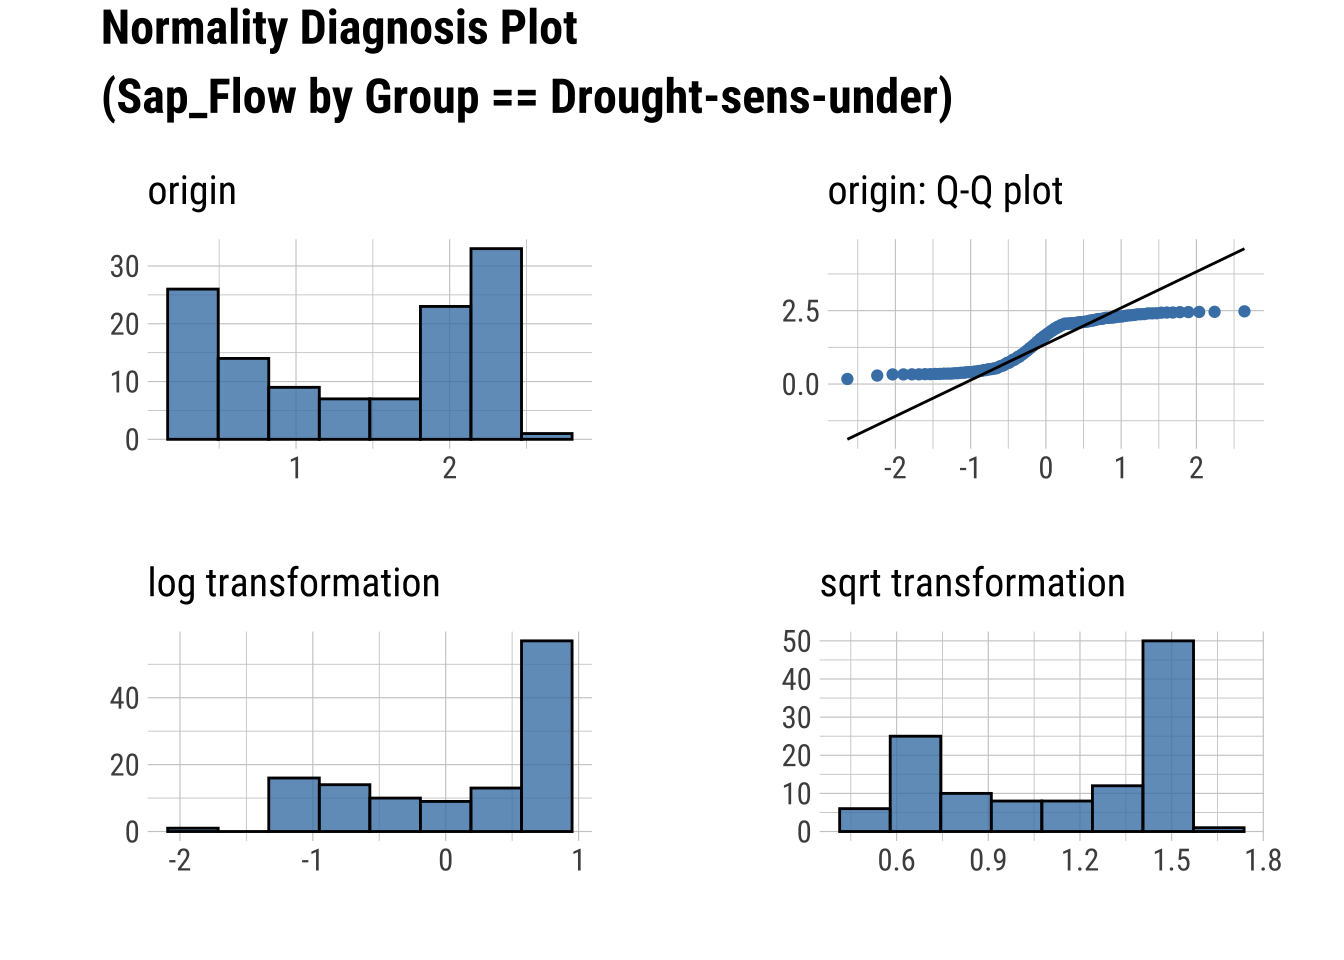 Normality Diagnosis Plot
(Sap_Flow by Group == Drought-sens-under)
origin
30
20
10
0
1 2
origin: Q-Q plot
2.5
0.0
-2 -1 0 1 2
log transformation
40
20
0
-2 -1 0 1
sqrt transformation
50
40
30
20
10
0
0.6 0.9 1.2 1.5 1.8